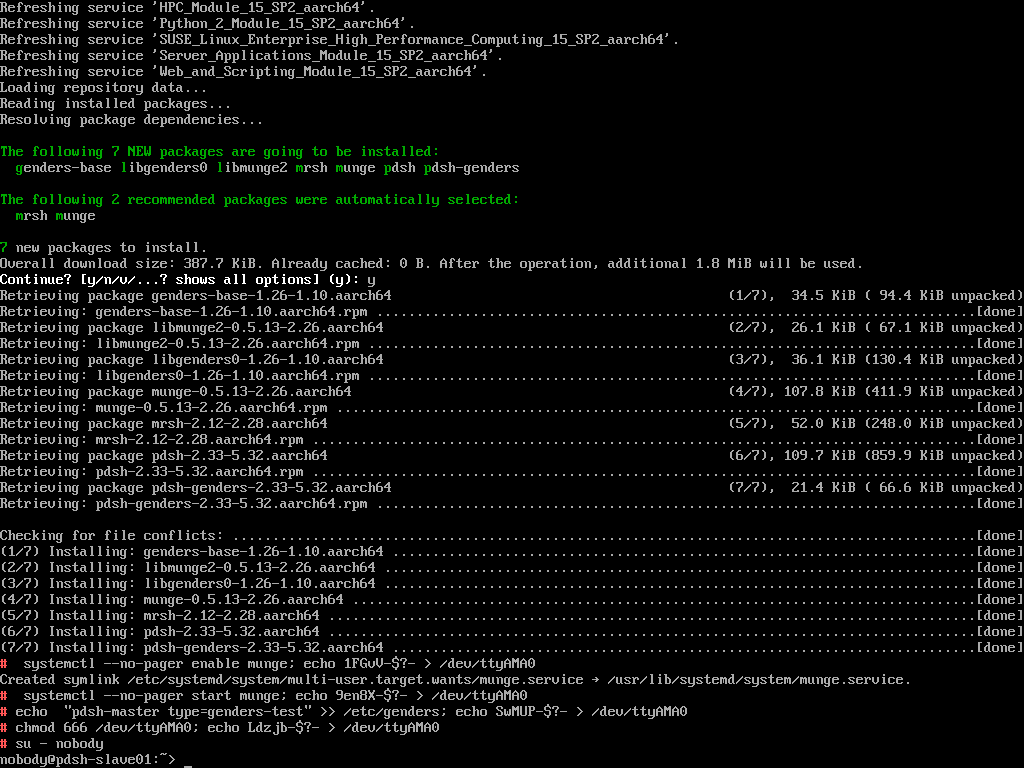 Refreshing service 'HPC_Module_15_SP2_aarch64'.
Refreshing service 'Python_2_Module_15_SP2_aarch64'.
Refreshing service 'SUSE_Linux_Enterprise_High_Performance_Computing_15_SP2_aarch64'.
Refreshing service 'Server_Applications_Module_15_SP2_aarch64'.
Refreshing service 'Web_and_Scripting_Module_15_SP2_aarch64'.
Loading repository data...
Reading installed packages...
Resolving package dependencies...

The following 7 NEW packages are going to be installed:
  genders-base libgenders0 libmunge2 mrsh munge pdsh pdsh-genders

The following 2 recommended packages were automatically selected:
  mrsh munge

7 new packages to install.
Overall download size: 387.7 KiB. Already cached: 0 B. After the operation, additional 1.8 MiB will be used.
Continue? [y/n/v/...? shows all options] (y): y
Retrieving package genders-base-1.26-1.10.aarch64 (1/7),  34.5 KiB ( 94.4 KiB unpacked)
Retrieving: genders-base-1.26-1.10.aarch64.rpm ..........................................................................[done]
Retrieving package libmunge2-0.5.13-2.26.aarch64 (2/7),  26.1 KiB ( 67.1 KiB unpacked)
Retrieving: libmunge2-0.5.13-2.26.aarch64.rpm ...........................................................................[done]
Retrieving package libgenders0-1.26-1.10.aarch64 (3/7),  36.1 KiB (130.4 KiB unpacked)
Retrieving: libgenders0-1.26-1.10.aarch64.rpm ...........................................................................[done]
Retrieving package munge-0.5.13-2.26.aarch64 (4/7), 107.8 KiB (411.9 KiB unpacked)
Retrieving: munge-0.5.13-2.26.aarch64.rpm ...............................................................................[done]
Retrieving package mrsh-2.12-2.28.aarch64 (5/7),  52.0 KiB (248.0 KiB unpacked)
Retrieving: mrsh-2.12-2.28.aarch64.rpm ..................................................................................[done]
Retrieving package pdsh-2.33-5.32.aarch64 (6/7), 109.7 KiB (859.9 KiB unpacked)
Retrieving: pdsh-2.33-5.32.aarch64.rpm ..................................................................................[done]
Retrieving package pdsh-genders-2.33-5.32.aarch64 (7/7),  21.4 KiB ( 66.6 KiB unpacked)
Retrieving: pdsh-genders-2.33-5.32.aarch64.rpm ..........................................................................[done]

Checking for file conflicts: ............................................................................................[done]
(1/7) Installing: genders-base-1.26-1.10.aarch64 ........................................................................[done]
(2/7) Installing: libmunge2-0.5.13-2.26.aarch64 .........................................................................[done]
(3/7) Installing: libgenders0-1.26-1.10.aarch64 .........................................................................[done]
(4/7) Installing: munge-0.5.13-2.26.aarch64 .............................................................................[done]
(5/7) Installing: mrsh-2.12-2.28.aarch64 ................................................................................[done]
(6/7) Installing: pdsh-2.33-5.32.aarch64 ................................................................................[done]
(7/7) Installing: pdsh-genders-2.33-5.32.aarch64 ........................................................................[done]
#  systemctl --no-pager enable munge; echo 1FGvV-$?- > /dev/ttyAMA0
Created symlink /etc/systemd/system/multi-user.target.wants/munge.service → /usr/lib/systemd/system/munge.service.
#  systemctl --no-pager start munge; echo 9en8X-$?- > /dev/ttyAMA0
# echo  "pdsh-master type=genders-test" >> /etc/genders; echo SwMUP-$?- > /dev/ttyAMA0
# chmod 666 /dev/ttyAMA0; echo Ldzjb-$?- > /dev/ttyAMA0
# su - nobody
nobody@pdsh-slave01:~> _